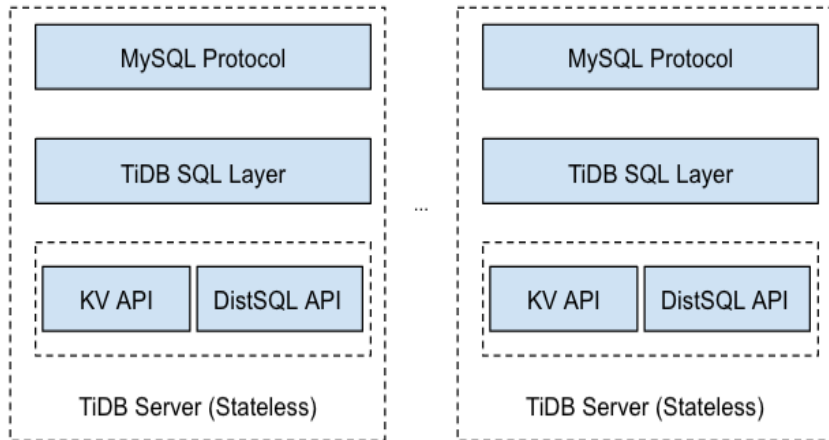 MySQL Protocol
TiDB SQL Layer
KV API
DistSQL API
TiDB Server (Stateless)
...
MySQL Protocol
TiDB SQL Layer
KV API
DistSQL API
TiDB Server (Stateless)